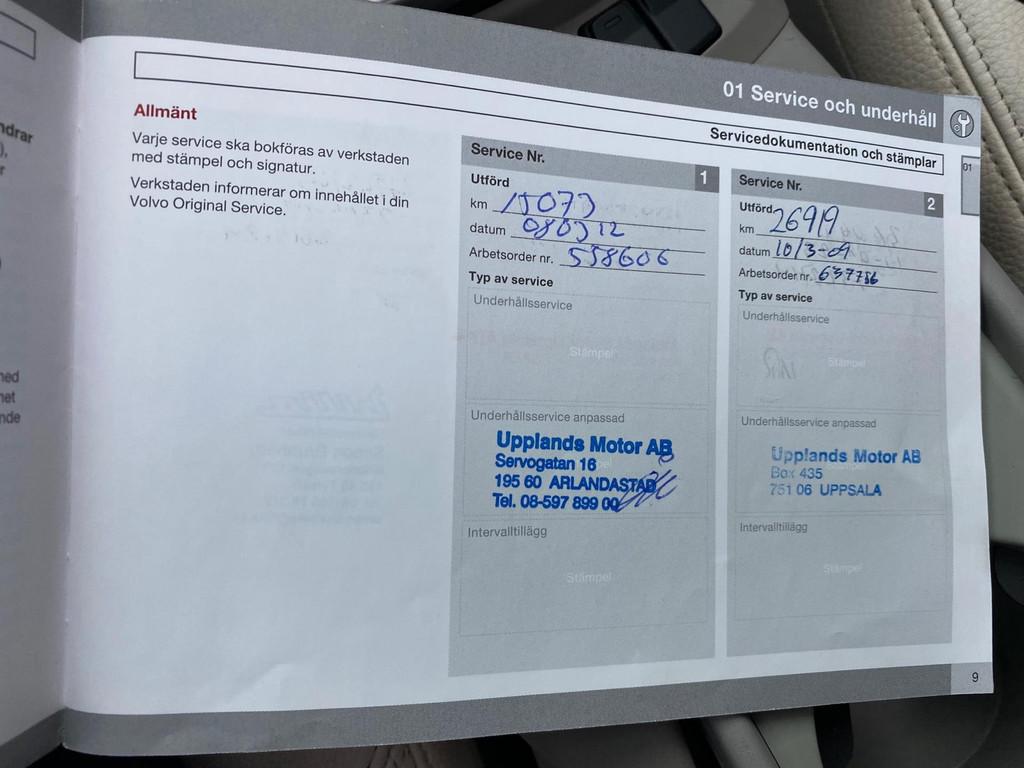 01 Service och underhåll
Servicedokumentation och stämplar
01
Allmänt
Varje service ska bokföras av verkstaden
med stämpel och signatur.
Verkstaden informerar om innehållet i din
Volvo Original Service.
Service Nr.
1
Utförd
km 15073
datum 080312
Arbetsorder nr. 558606
Typ av service
Underhållsservice
Stämpel
Underhållsservice anpassad
Upplands Motor AB
Servogatan 16
195 60 ARLANDASTAD
Tel. 08-597 899 00
Intervalltillägg
Stämpel
Service Nr.
2
Utförd
km 26919
datum 10/3-09
Arbetsorder nr. 637756
Typ av service
Underhållsservice
Stämpel
Underhållsservice anpassad
Upplands Motor AB
Box 435
751 06 UPPSALA
Intervalltillägg
Stämpel
9